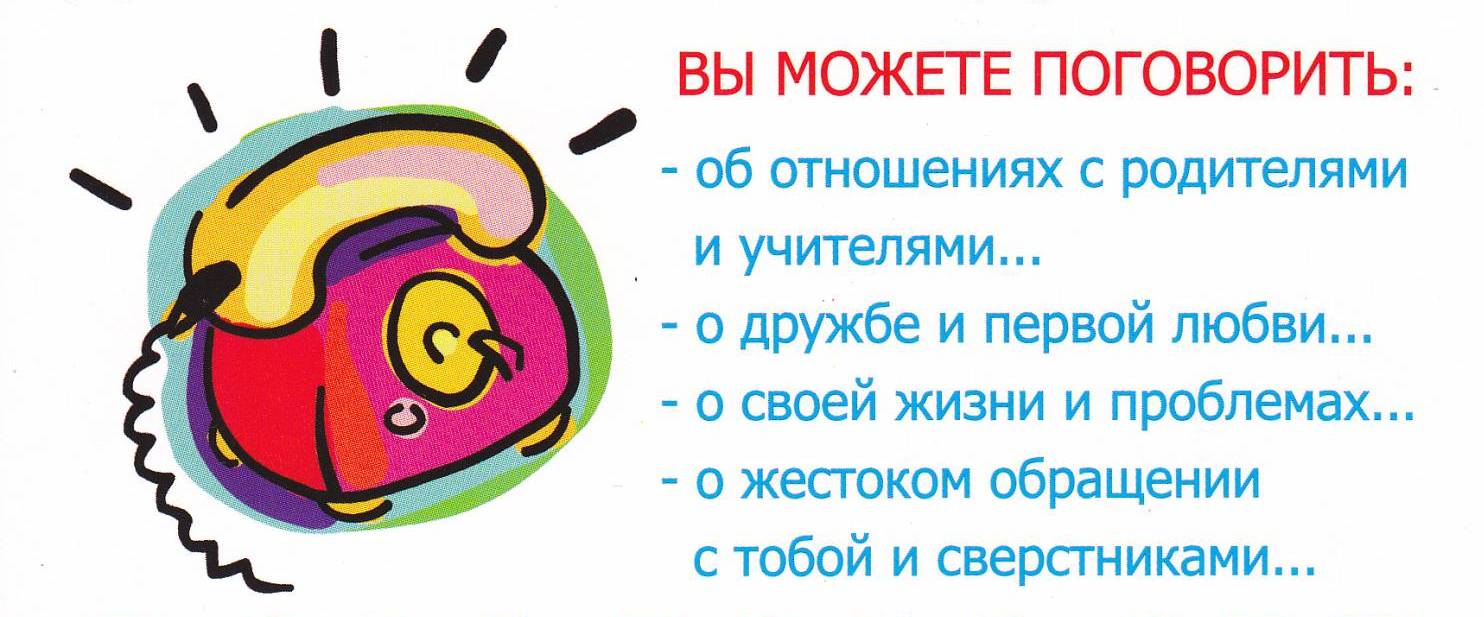 ВЫ МОЖЕТЕ ПОГОВОРИТЬ:
- об отношениях с родителями
и учителями...
- о дружбе и первой любви...
- о своей жизни и проблемах...
- о жестоком обращении
с тобой и сверстниками...